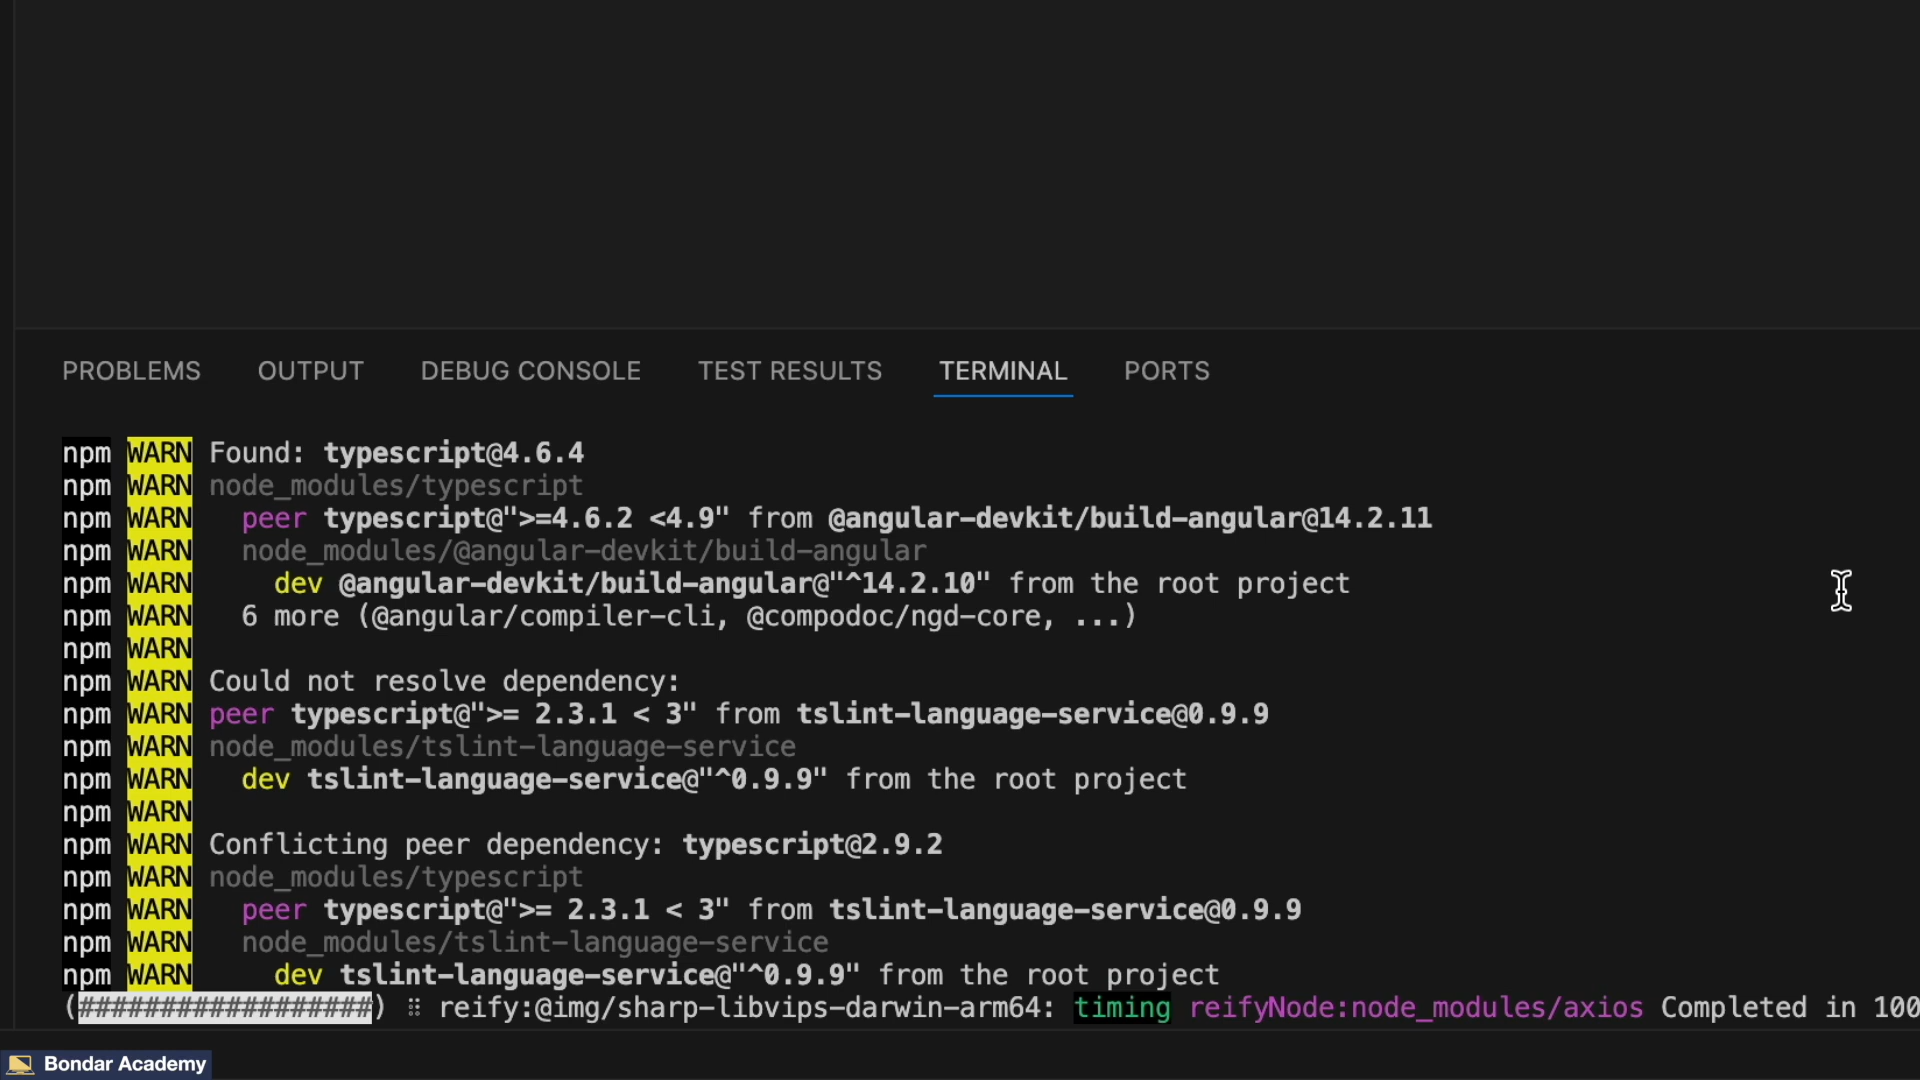 PROBLEMS OUTPUT DEBUG CONSOLE TEST RESULTS TERMINAL PORTS
npm WARN Found: typescript@4.6.4
npm WARN node_modules/typescript
npm WARN peer typescript@">=4.6.2 <4.9" from @angular-devkit/build-angular@14.2.11
npm WARN node_modules/@angular-devkit/build-angular
npm WARN dev @angular-devkit/build-angular@"^14.2.10" from the root project
npm WARN 6 more (@angular/compiler-cli, @compodoc/ngd-core, ...)
npm WARN
npm WARN Could not resolve dependency:
npm WARN peer typescript@">= 2.3.1 < 3" from tslint-language-service@0.9.9
npm WARN node_modules/tslint-language-service
npm WARN dev tslint-language-service@"^0.9.9" from the root project
npm WARN
npm WARN Conflicting peer dependency: typescript@2.9.2
npm WARN node_modules/typescript
npm WARN peer typescript@">= 2.3.1 < 3" from tslint-language-service@0.9.9
npm WARN node_modules/tslint-language-service
npm WARN dev tslint-language-service@"^0.9.9" from the root project
(##################) ⠿ reify:@img/sharp-libvips-darwin-arm64: timing reifyNode:node_modules/axios Completed in 100
Bondar Academy